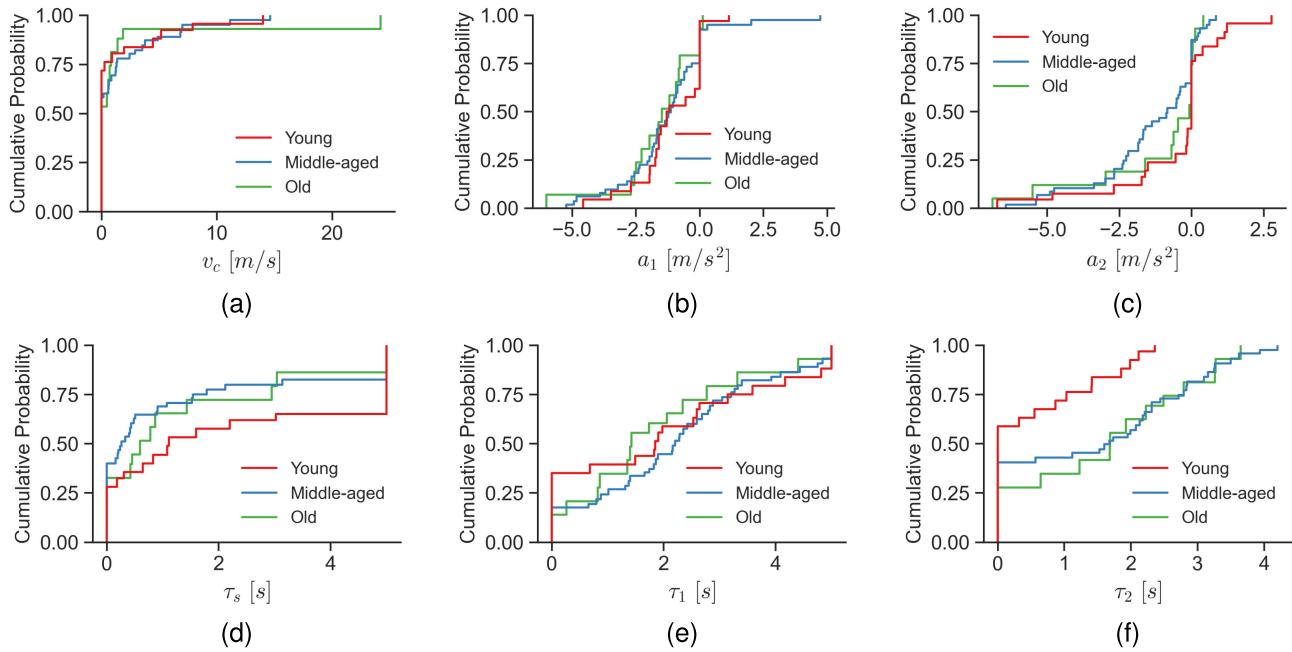 Cumulative Probability
1.00
0.75
0.50
0.25
0.00
0
10
20
v_c [m/s]
Young
Middle-aged
Old
(a)
Cumulative Probability
1.00
0.75
0.50
0.25
0.00
−5.0
−2.5
0.0
2.5
5.0
a_1 [m/s^2]
Young
Middle-aged
Old
(b)
Cumulative Probability
1.00
0.75
0.50
0.25
0.00
−5.0
−2.5
0.0
2.5
a_2 [m/s^2]
Young
Middle-aged
Old
(c)
Cumulative Probability
1.00
0.75
0.50
0.25
0.00
0
2
4
τ_s [s]
Young
Middle-aged
Old
(d)
Cumulative Probability
1.00
0.75
0.50
0.25
0.00
0
2
4
τ_1 [s]
Young
Middle-aged
Old
(e)
Cumulative Probability
1.00
0.75
0.50
0.25
0.00
0
1
2
3
4
τ_2 [s]
Young
Middle-aged
Old
(f)